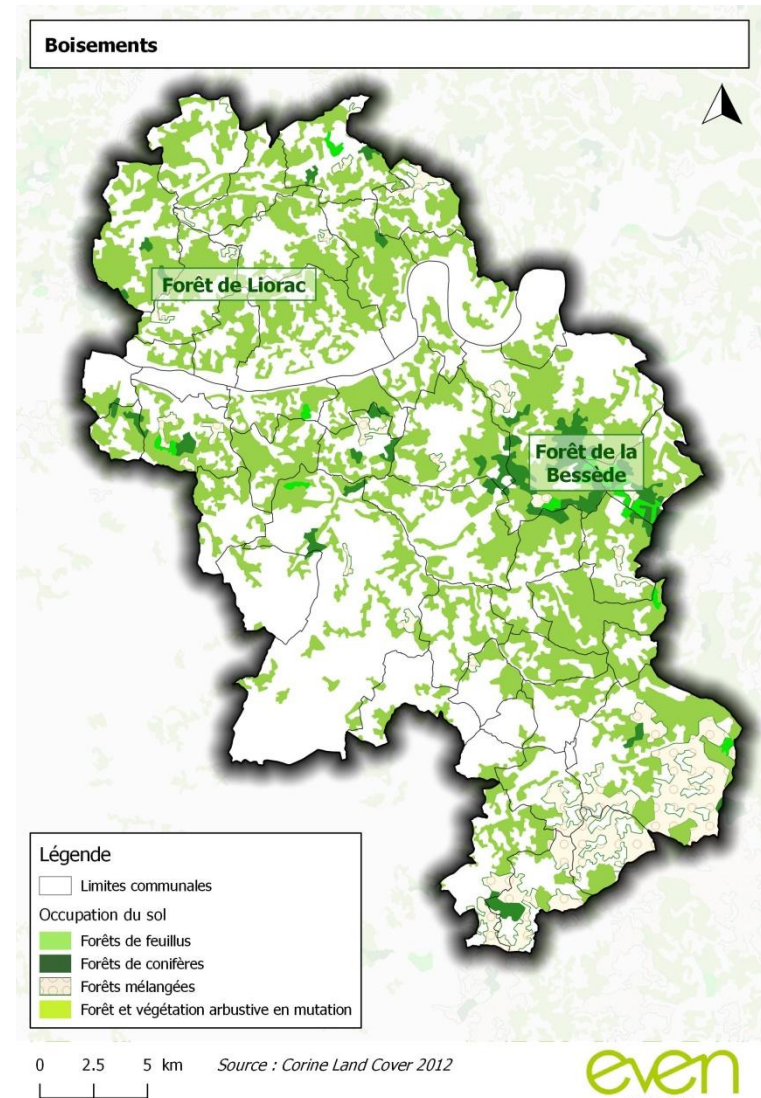 Boisements
Forêt de Liorac
Forêt de la
Bessède
Légende
Limites communales
Occupation du sol
Forêts de feuillus
Forêts de conifères
Forêts mélangées
Forêt et végétation arbustive en mutation
0 2.5 5 km Source : Corine Land Cover 2012
even